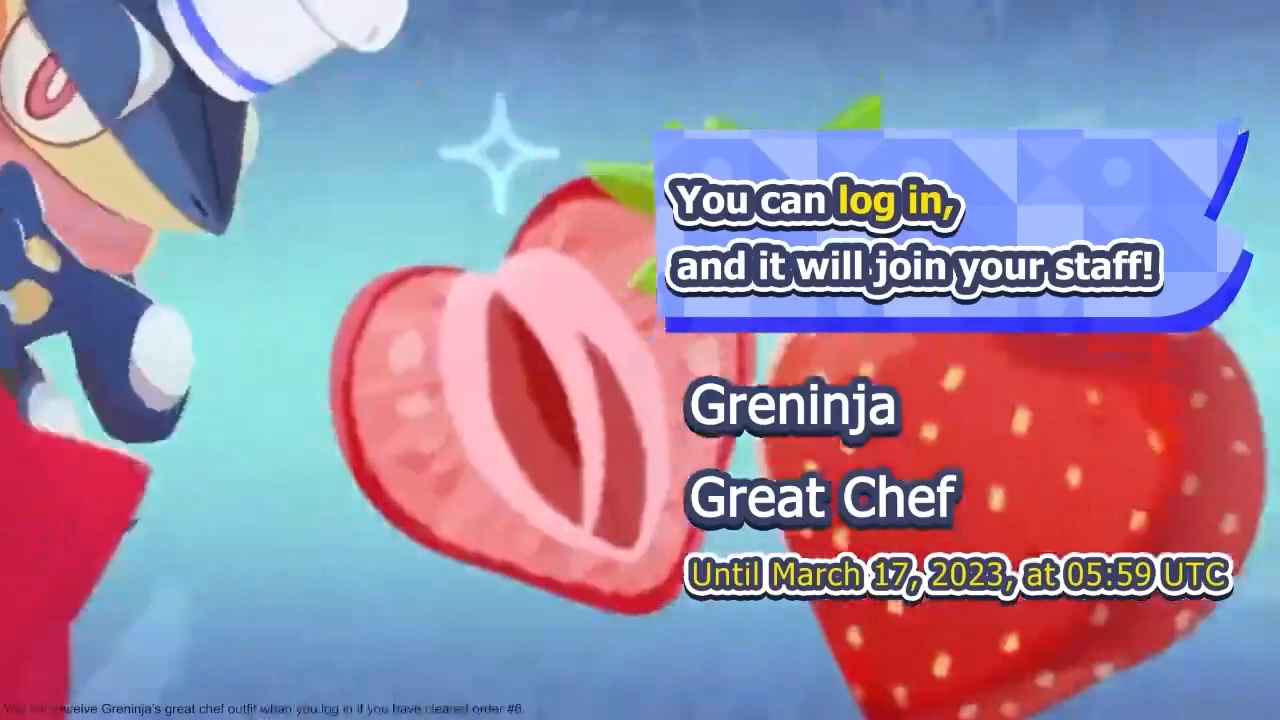 You can log in,
and it will join your staff!
Greninja
Great Chef
Until March 17, 2023, at 05:59 UTC
You receive Greninja's great chef outfit when you log in if you have cleared order #6.